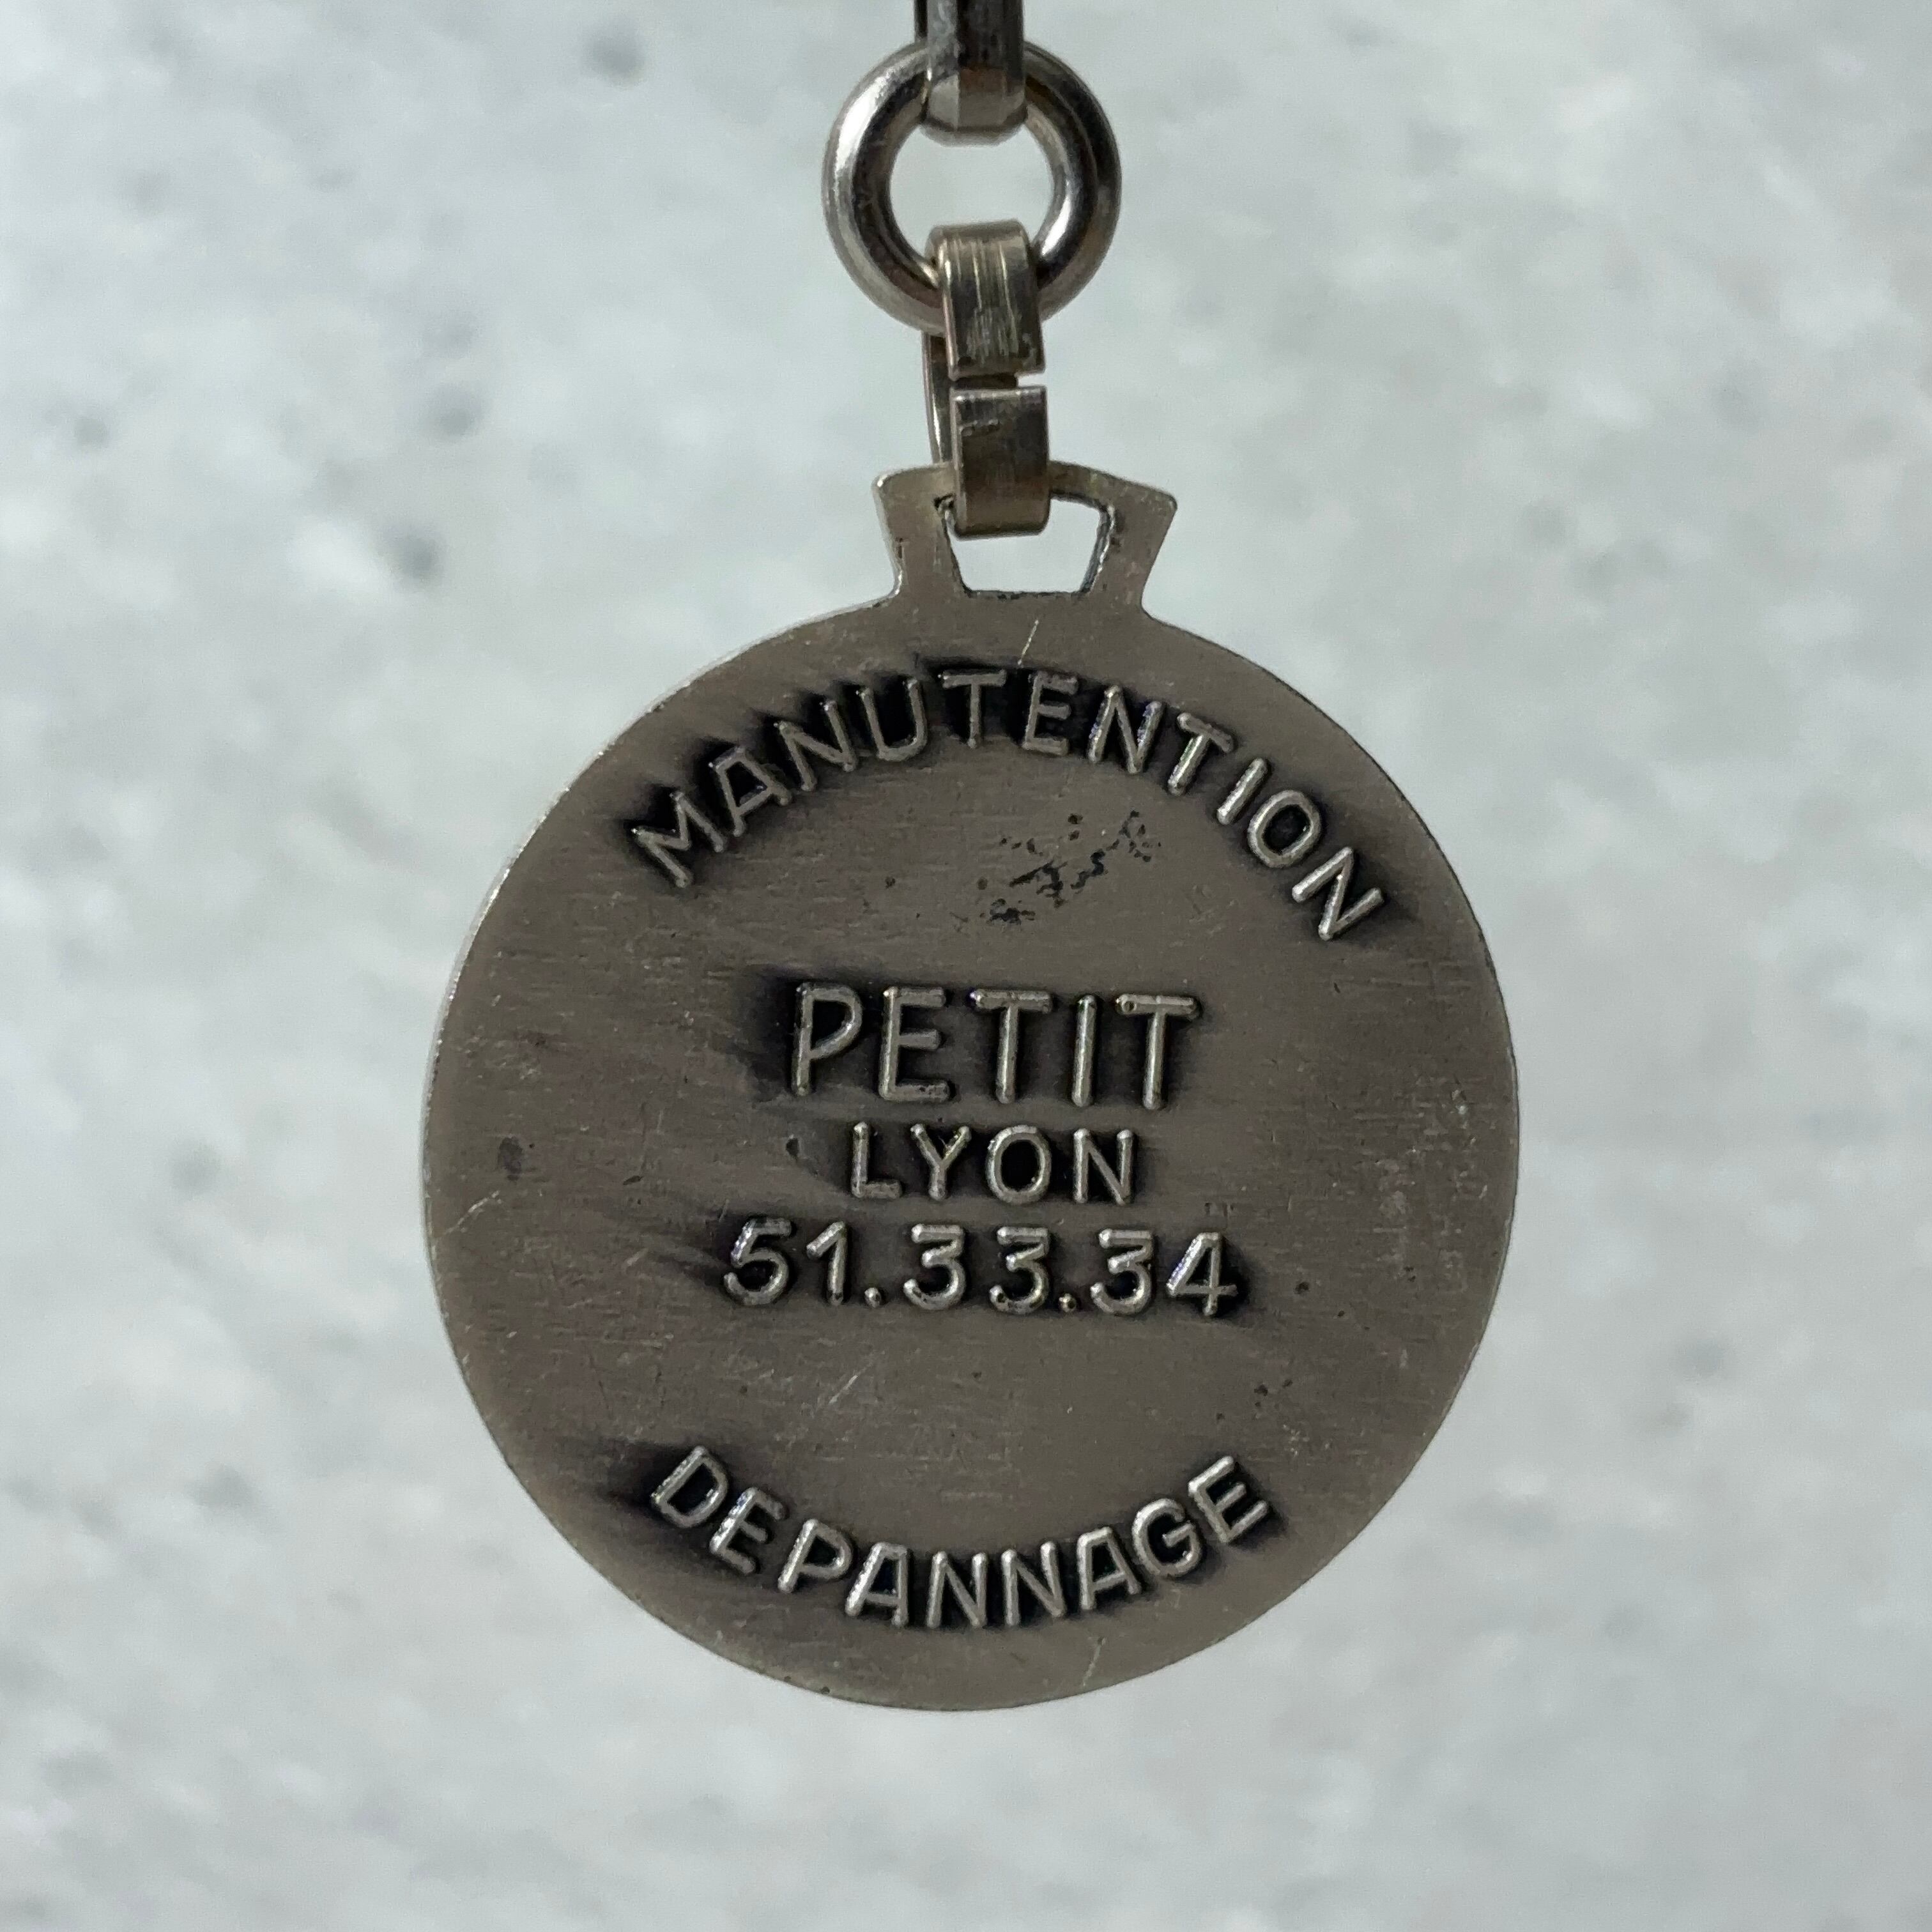 MANUTENTION
PETIT
LYON
51.33.34
DEPANNAGE